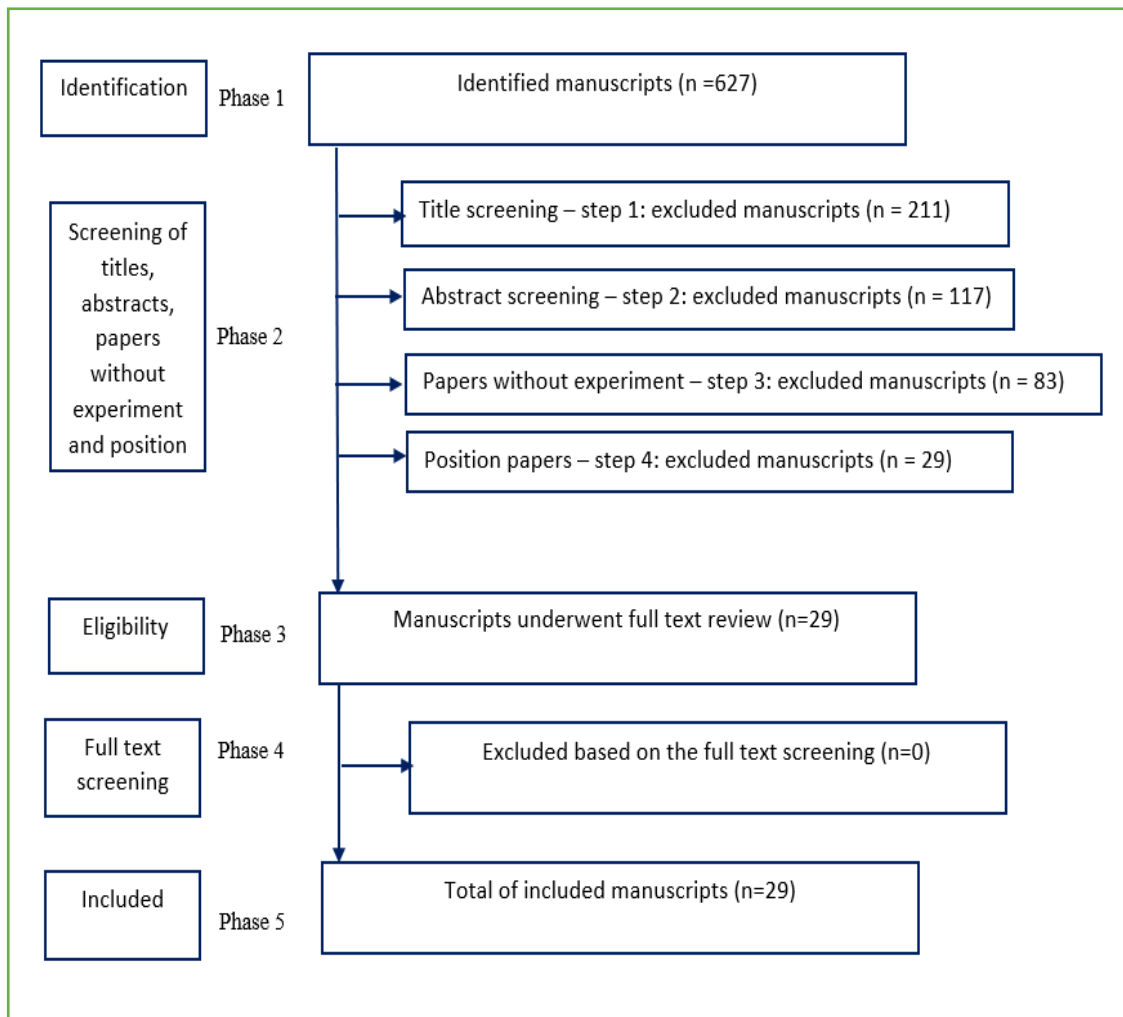 Identification
Phase 1
Identified manuscripts (n =627)
Screening of
titles,
abstracts,
papers
without
experiment
and position
Phase 2
Title screening – step 1: excluded manuscripts (n = 211)
Abstract screening – step 2: excluded manuscripts (n = 117)
Papers without experiment – step 3: excluded manuscripts (n = 83)
Position papers – step 4: excluded manuscripts (n = 29)
Eligibility
Phase 3
Manuscripts underwent full text review (n=29)
Full text
screening
Phase 4
Excluded based on the full text screening (n=0)
Included
Phase 5
Total of included manuscripts (n=29)